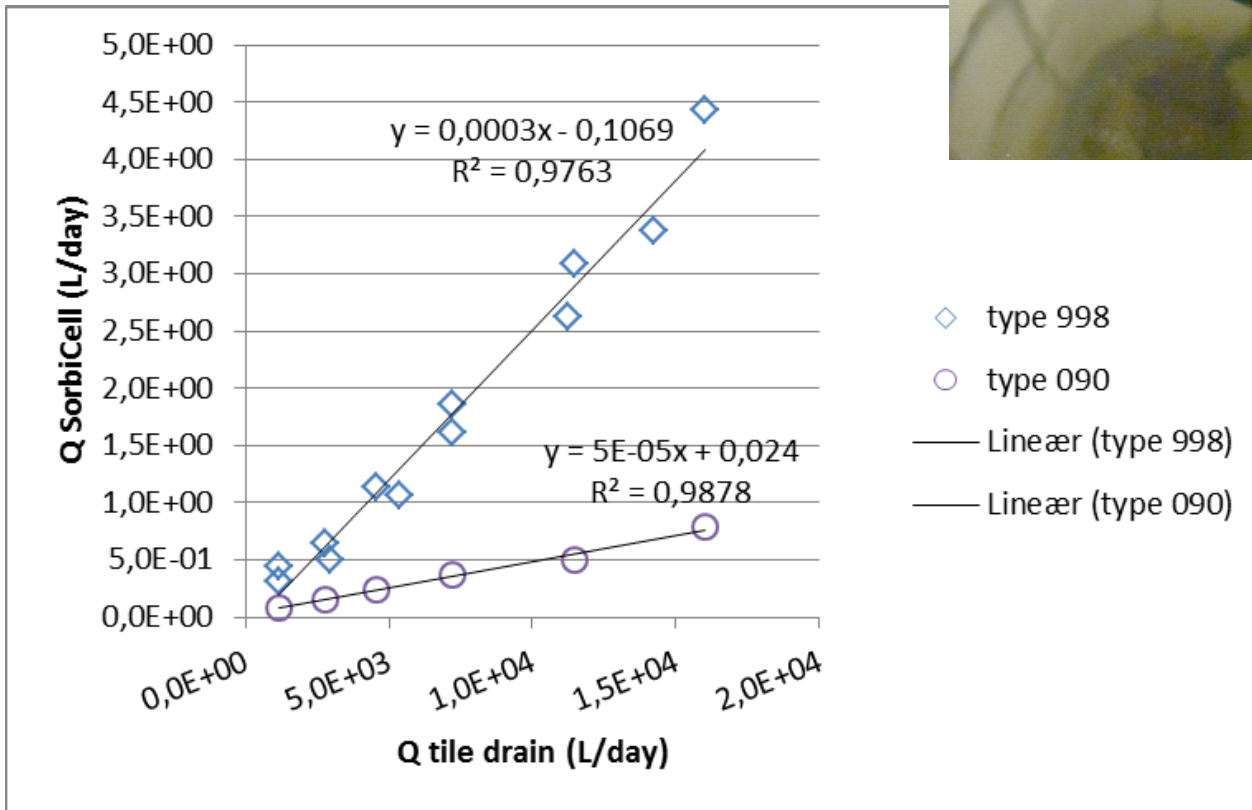 5,0E+00
4,5E+00
4,0E+00
3,5E+00
3,0E+00
2,5E+00
2,0E+00
1,5E+00
1,0E+00
5,0E-01
0,0E+00
Q SorbiCell (L/day)
y = 0,0003x - 0,1069
R² = 0,9763
y = 5E-05x + 0,024
R² = 0,9878
0,0E+00
5,0E+03
1,0E+04
1,5E+04
2,0E+04
Q tile drain (L/day)
type 998
type 090
Lineær (type 998)
Lineær (type 090)